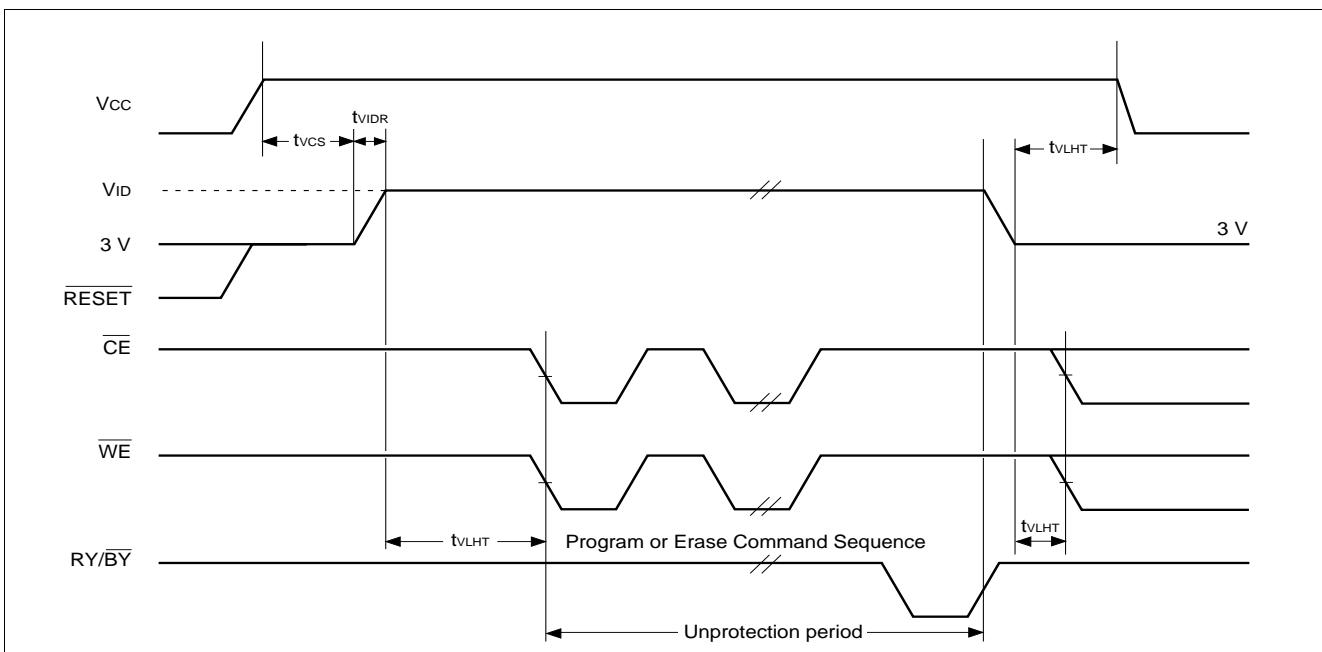 VCC
tVIDR
tVCS
tVLHT
VID
3 V
3 V
RESET
CE
WE
tVLHT
Program or Erase Command Sequence
tVLHT
RY/BY
Unprotection period